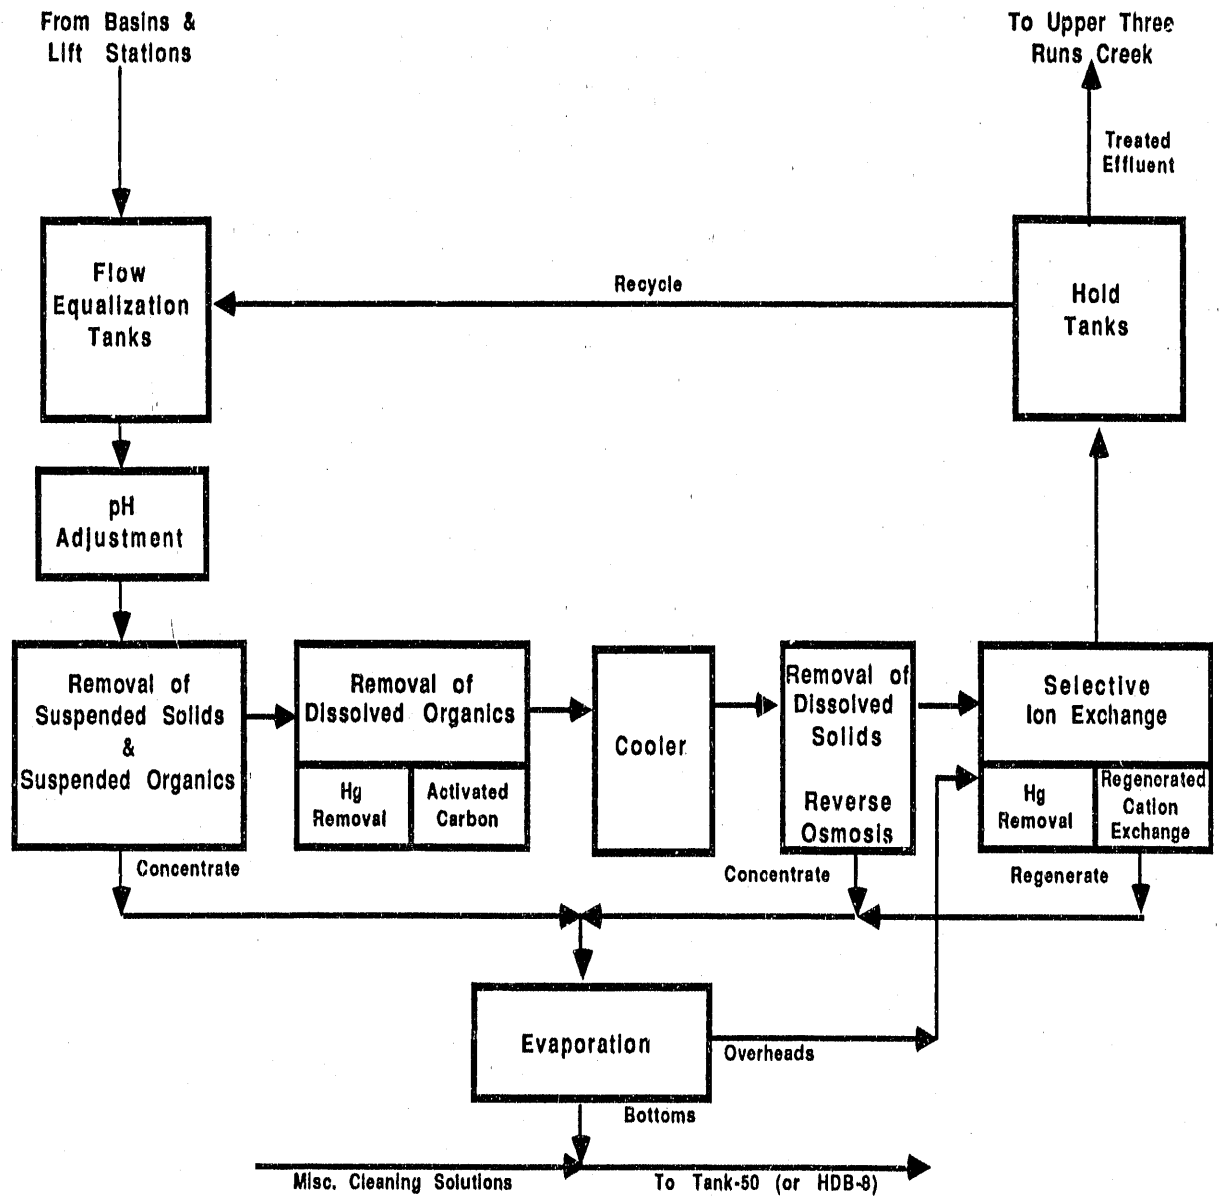 From Basins &
Lift Stations
To Upper Three
Runs Creek
Treated
Effluent
Flow
Equalization
Tanks
Recycle
Hold
Tanks
pH
Adjustment
Removal of
Suspended Solids
&
Suspended Organics
Removal of
Dissolved Organics
Hg
Removal
Activated
Carbon
Cooler
Removal of
Dissolved
Solids
Reverse
Osmosis
Selective
Ion Exchange
Hg
Removal
Regenorated
Cation
Exchange
Concentrate
Concentrate
Regenerate
Evaporation
Overheads
Bottoms
Misc. Cleaning Solutions
To Tank-50 (or HDB-8)